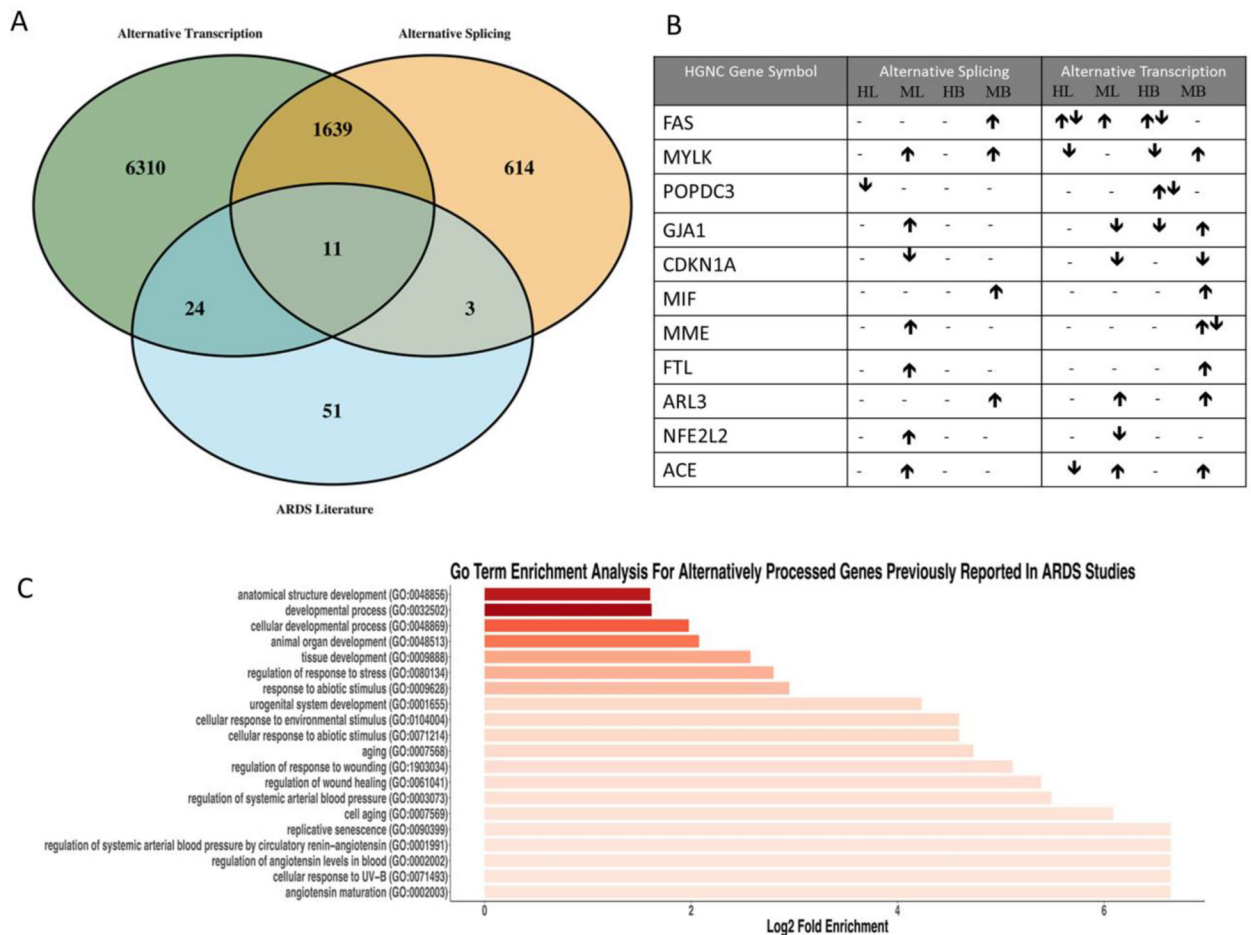 A
Alternative Transcription
Alternative Splicing
1639
6310
614
11
24
3
51
ARDS Literature
B
HGNC Gene Symbol Alternative Splicing Alternative Transcription
HL ML HB MB HL ML HB MB
FAS - - - ↑ ↑↓ ↑ ↑↓ -
MYLK - ↑ - ↑ ↓ - ↓ ↑
POPDC3 ↓ - - - - - ↑↓ -
GJA1 - ↑ - - - ↓ ↓ ↑
CDKN1A - ↓ - - - ↓ - ↓
MIF - - - ↑ - - - ↑
MME - ↑ - - - - - ↑↓
FTL - ↑ - - - - - ↑
ARL3 - - - ↑ - ↑ - ↑
NFE2L2 - ↑ - - - ↓ - -
ACE - ↑ - - ↓ ↑ - ↑
C
Go Term Enrichment Analysis For Alternatively Processed Genes Previously Reported In ARDS Studies
anatomical structure development (GO:0048856)
developmental process (GO:0032502)
cellular developmental process (GO:0048869)
animal organ development (GO:0048513)
tissue development (GO:0009888)
regulation of response to stress (GO:0080134)
response to abiotic stimulus (GO:0009628)
urogenital system development (GO:0001655)
cellular response to environmental stimulus (GO:0104004)
cellular response to abiotic stimulus (GO:0071214)
aging (GO:0007568)
regulation of response to wounding (GO:1903034)
regulation of wound healing (GO:0061041)
regulation of systemic arterial blood pressure (GO:0003073)
cell aging (GO:0007569)
replicative senescence (GO:0090399)
regulation of systemic arterial blood pressure by circulatory renin−angiotensin (GO:0001991)
regulation of angiotensin levels in blood (GO:0002002)
cellular response to UV−B (GO:0071493)
angiotensin maturation (GO:0002003)
0 2 4 6
Log2 Fold Enrichment